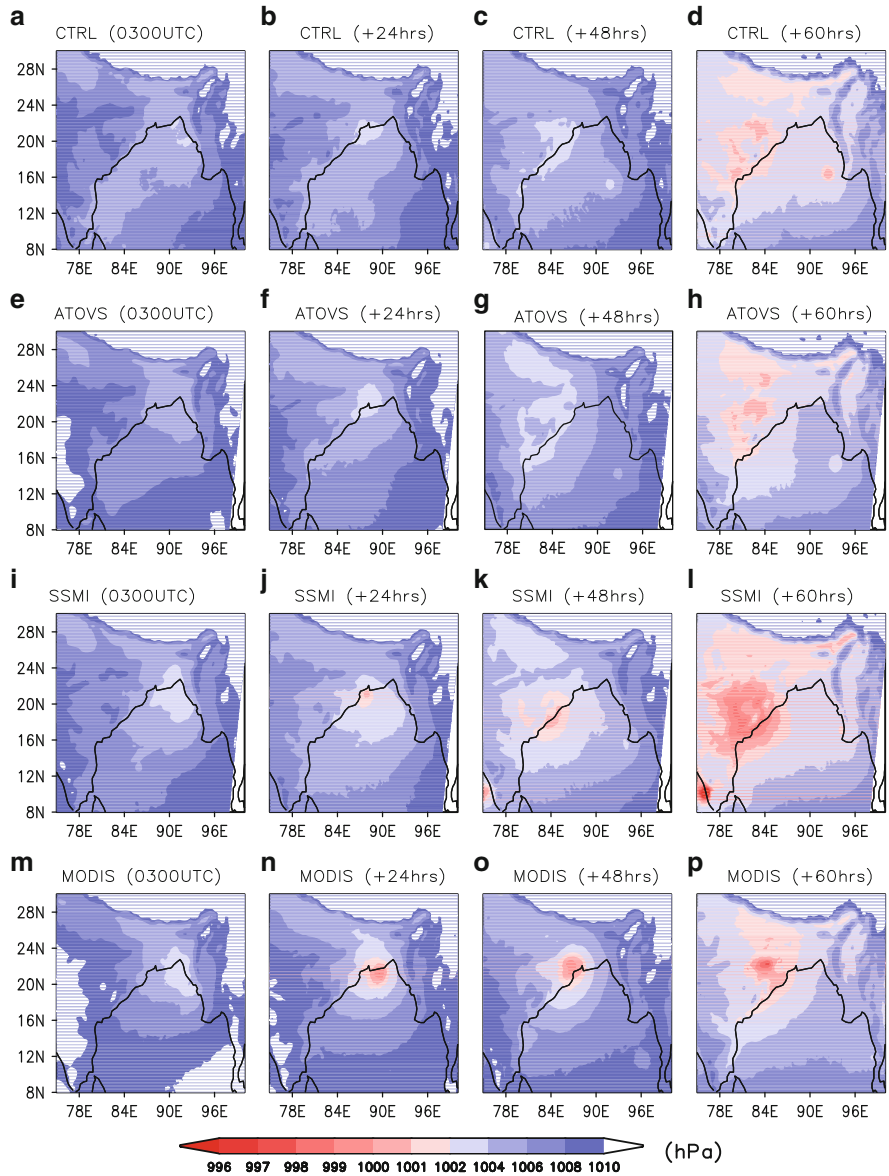 a b c d
CTRL (0300UTC) CTRL (+24hrs) CTRL (+48hrs) CTRL (+60hrs)
28N
24N
20N
16N
12N
8N
78E 84E 90E 96E 78E 84E 90E 96E 78E 84E 90E 96E 78E 84E 90E 96E
e f g h
ATOVS (0300UTC) ATOVS (+24hrs) ATOVS (+48hrs) ATOVS (+60hrs)
28N
24N
20N
16N
12N
8N
78E 84E 90E 96E 78E 84E 90E 96E 78E 84E 90E 96E 78E 84E 90E 96E
i j k l
SSMI (0300UTC) SSMI (+24hrs) SSMI (+48hrs) SSMI (+60hrs)
28N
24N
20N
16N
12N
8N
78E 84E 90E 96E 78E 84E 90E 96E 78E 84E 90E 96E 78E 84E 90E 96E
m n o p
MODIS (0300UTC) MODIS (+24hrs) MODIS (+48hrs) MODIS (+60hrs)
28N
24N
20N
16N
12N
8N
78E 84E 90E 96E 78E 84E 90E 96E 78E 84E 90E 96E 78E 84E 90E 96E
(hPa)
996 997 998 999 1000 1001 1002 1004 1006 1008 1010